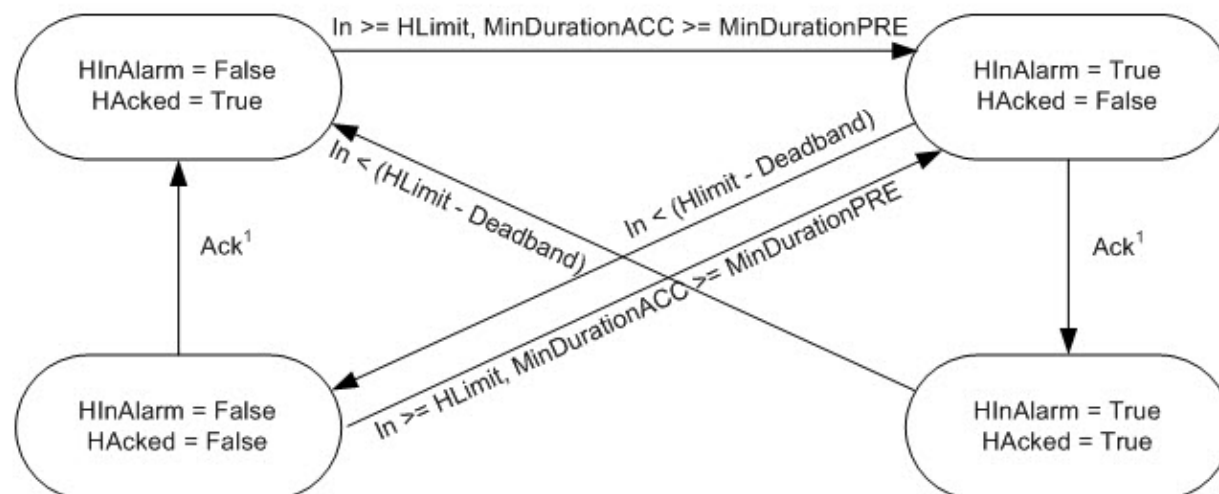 In >= HLimit, MinDurationACC >= MinDurationPRE
HInAlarm = False
HAcked = True
HInAlarm = True
HAcked = False
In < (HLimit - Deadband)
In < (Hlimit - Deadband)
In >= HLimit, MinDurationACC >= MinDurationPRE
Ack¹
Ack¹
HInAlarm = False
HAcked = False
HInAlarm = True
HAcked = True